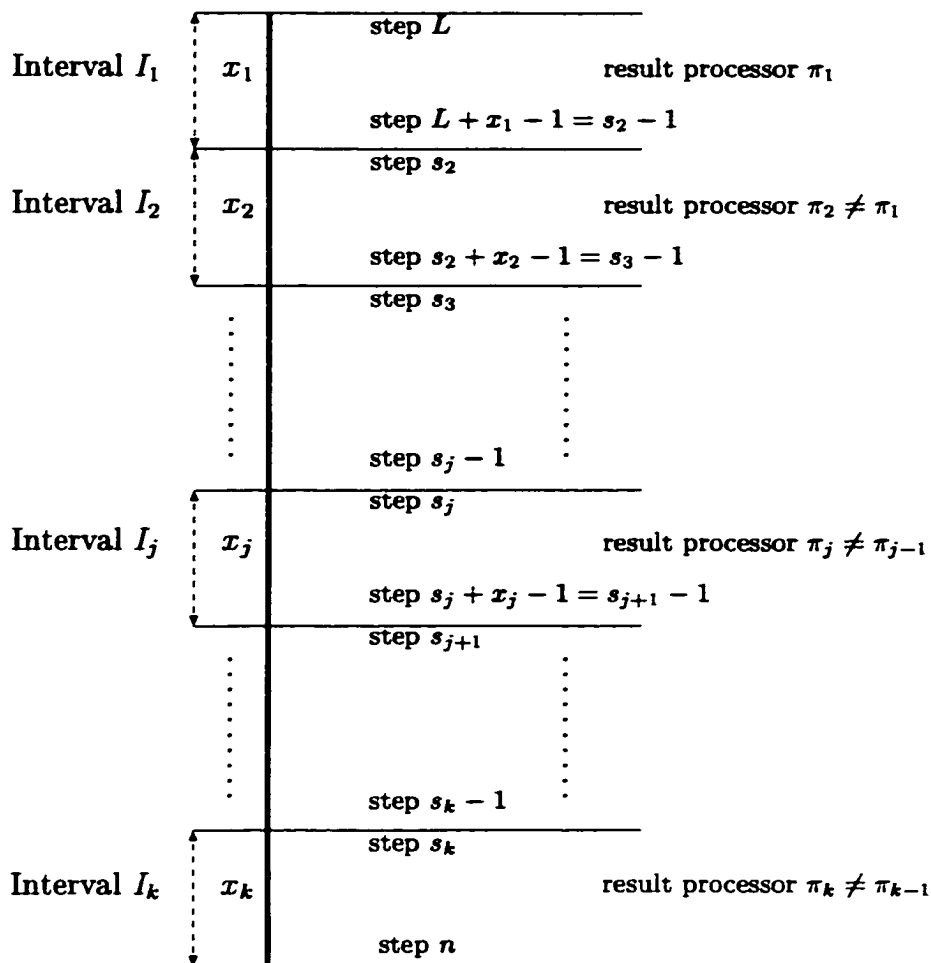 step L
Interval I₁ x₁ result processor π₁
step L + x₁ − 1 = s₂ − 1
step s₂
Interval I₂ x₂ result processor π₂ ≠ π₁
step s₂ + x₂ − 1 = s₃ − 1
step s₃
step sⱼ − 1
step sⱼ
Interval Iⱼ xⱼ result processor πⱼ ≠ πⱼ₋₁
step sⱼ + xⱼ − 1 = sⱼ₊₁ − 1
step sⱼ₊₁
step sₖ − 1
step sₖ
Interval Iₖ xₖ result processor πₖ ≠ πₖ₋₁
step n